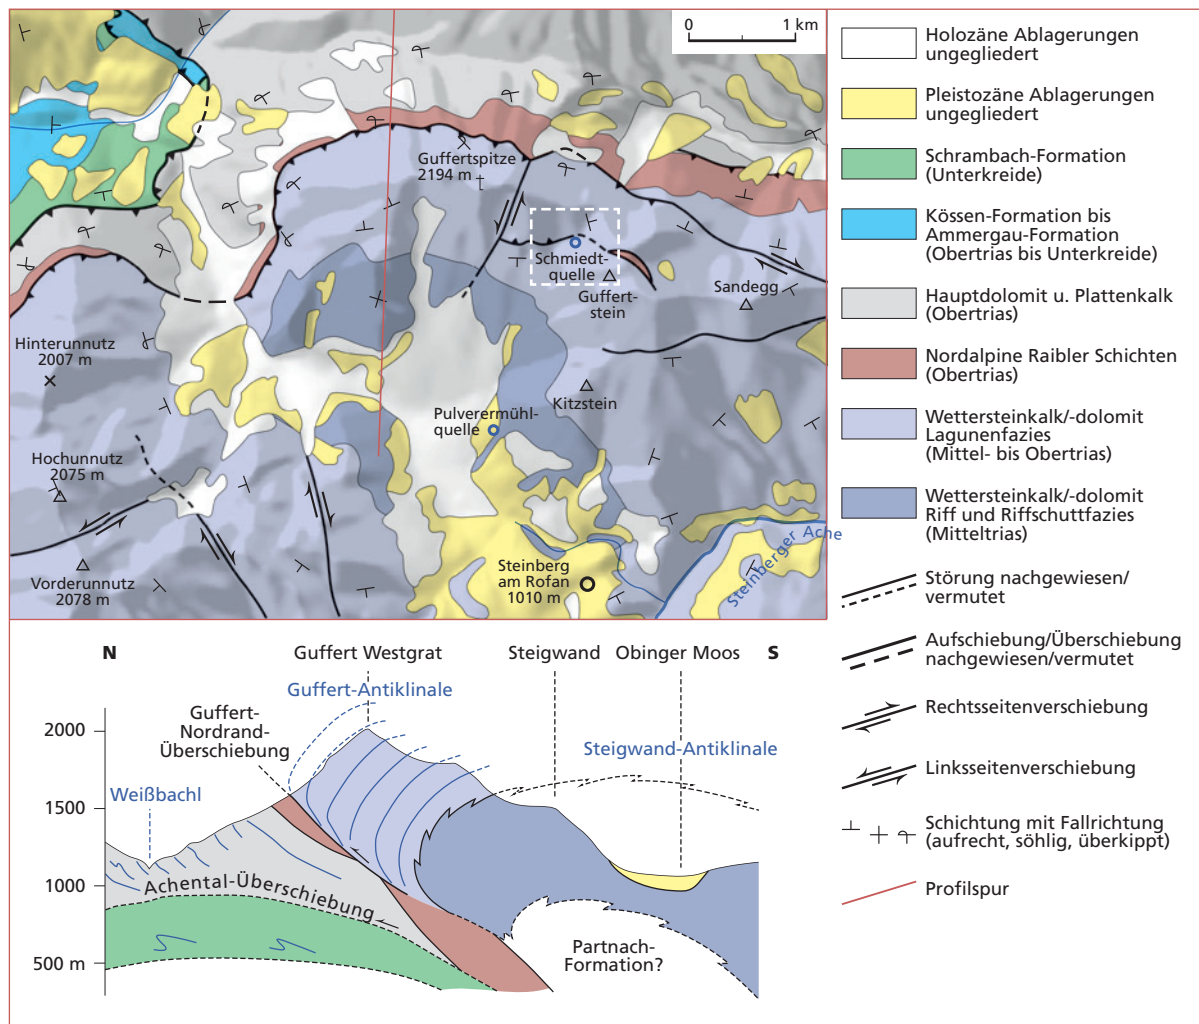 0 1 km
Guffertspitze
2194 m
Schmiedt-
quelle
Guffert-
stein
Sandegg
Hinterunnutz
2007 m
Kitzstein
Pulverermühl-
quelle
Hochunnutz
2075 m
Steinberg
am Rofan
1010 m
Steinberger Ache
Vorderunnutz
2078 m
Holozäne Ablagerungen
ungegliedert
Pleistozäne Ablagerungen
ungegliedert
Schrambach-Formation
(Unterkreide)
Kössen-Formation bis
Ammergau-Formation
(Obertrias bis Unterkreide)
Hauptdolomit u. Plattenkalk
(Obertrias)
Nordalpine Raibler Schichten
(Obertrias)
Wettersteinkalk/-dolomit
Lagunenfazies
(Mittel- bis Obertrias)
Wettersteinkalk/-dolomit
Riff und Riffschuttfazies
(Mitteltrias)
Störung nachgewiesen/
vermutet
Aufschiebung/Überschiebung
nachgewiesen/vermutet
Rechtsseitenverschiebung
Linksseitenverschiebung
Schichtung mit Fallrichtung
(aufrecht, söhlig, überkippt)
Profilspur
N
Guffert Westgrat
Steigwand
Obinger Moos
S
Guffert-Antiklinale
Guffert-
Nordrand-
Überschiebung
Steigwand-Antiklinale
Weißbachl
2000
1500
1000
500 m
Achental-Überschiebung
Partnach-
Formation?